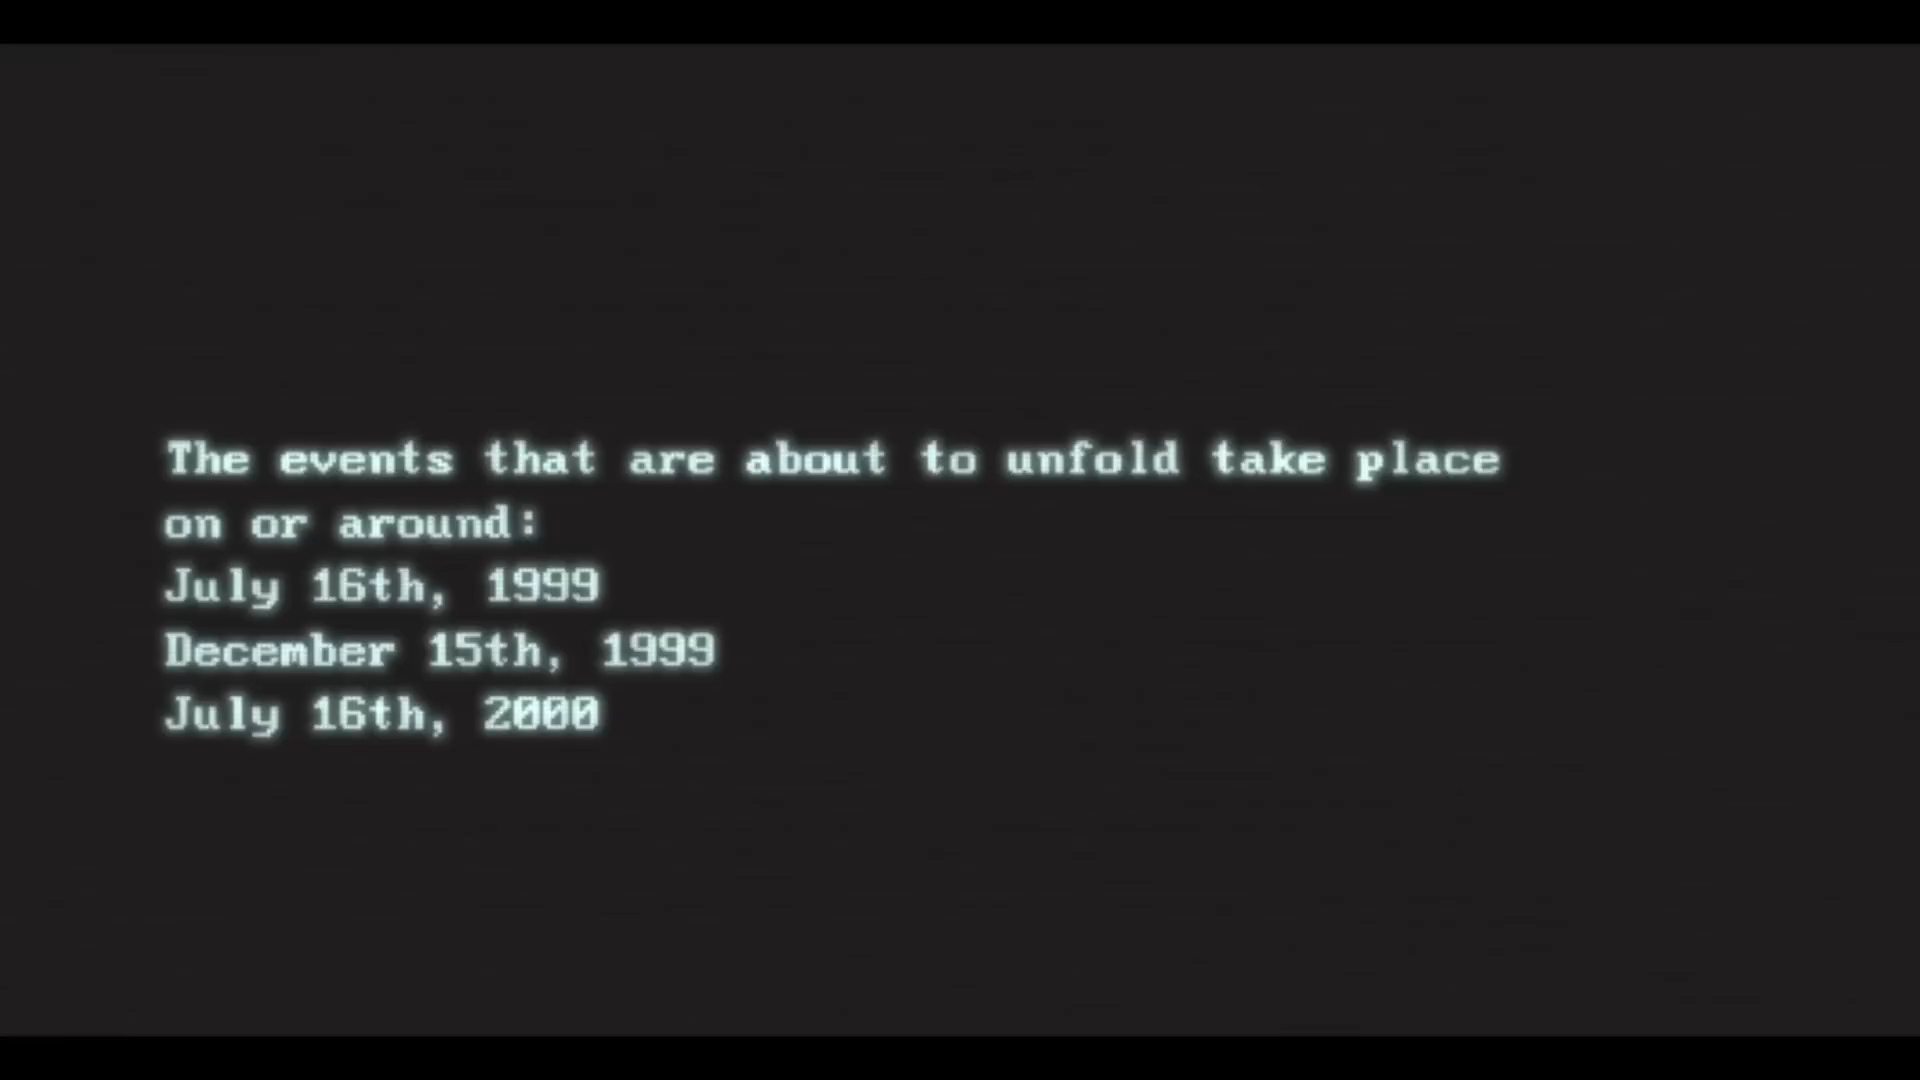 The events that are about to unfold take place
on or around:
July 16th, 1999
December 15th, 1999
July 16th, 2000